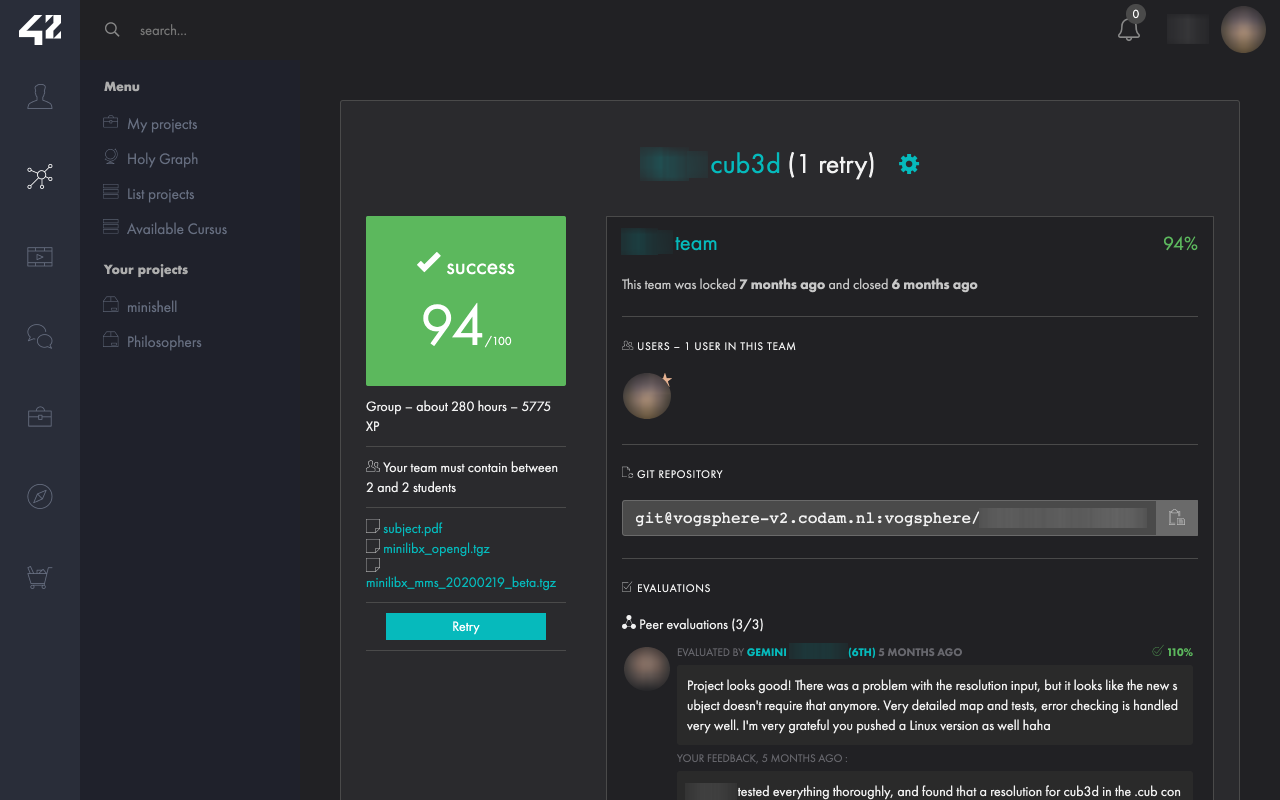 42
search...
0
Menu
My projects
Holy Graph
List projects
Available Cursus
Your projects
minishell
Philosophers
cub3d (1 retry)
success
94/100
Group – about 280 hours – 5775
XP
Your team must contain between
2 and 2 students
subject.pdf
minilibx_opengl.tgz
minilibx_mms_20200219_beta.tgz
Retry
team
94%
This team was locked 7 months ago and closed 6 months ago
USERS – 1 USER IN THIS TEAM
GIT REPOSITORY
git@vogsphere-v2.codam.nl:vogsphere/
EVALUATIONS
Peer evaluations (3/3)
EVALUATED BY GEMINI (6TH) 5 MONTHS AGO
110%
Project looks good! There was a problem with the resolution input, but it looks like the new s
ubject doesn't require that anymore. Very detailed map and tests, error checking is handled
very well. I'm very grateful you pushed a Linux version as well haha
YOUR FEEDBACK, 5 MONTHS AGO :
tested everything thoroughly, and found that a resolution for cub3d in the .cub con